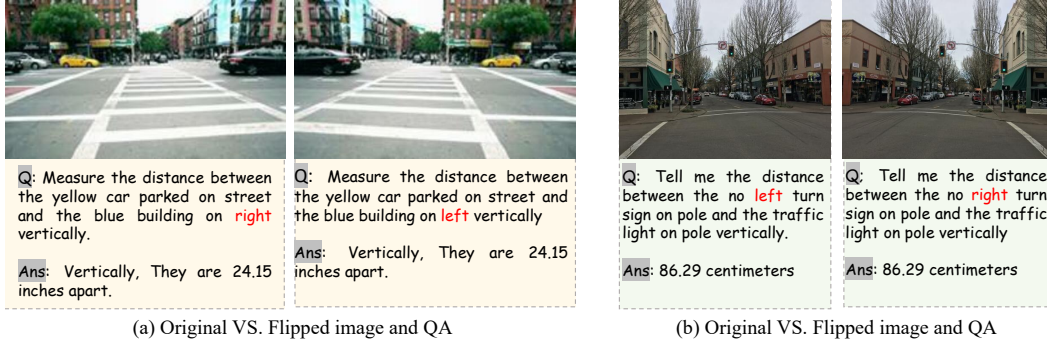 Q: Measure the distance between
the yellow car parked on street
and the blue building on right
vertically.
Ans: Vertically, They are 24.15
inches apart.
Q: Measure the distance between
the yellow car parked on street and
the blue building on left vertically
Ans: Vertically, They are 24.15
inches apart.
(a) Original VS. Flipped image and QA
Q: Tell me the distance
between the no left turn
sign on pole and the traffic
light on pole vertically.
Ans: 86.29 centimeters
Q: Tell me the distance
between the no right turn
sign on pole and the traffic
light on pole vertically
Ans: 86.29 centimeters
(b) Original VS. Flipped image and QA